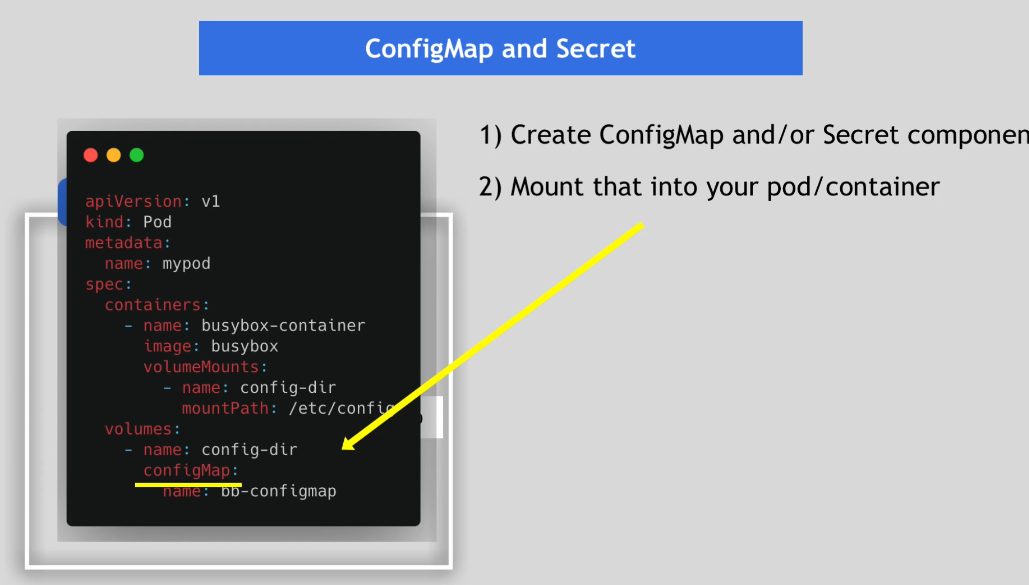 ConfigMap and Secret
1) Create ConfigMap and/or Secret componen
2) Mount that into your pod/container
apiVersion: v1
kind: Pod
metadata:
  name: mypod
spec:
  containers:
    - name: busybox-container
      image: busybox
      volumeMounts:
        - name: config-dir
          mountPath: /etc/config
  volumes:
    - name: config-dir
      configMap:
        name: bb-configmap